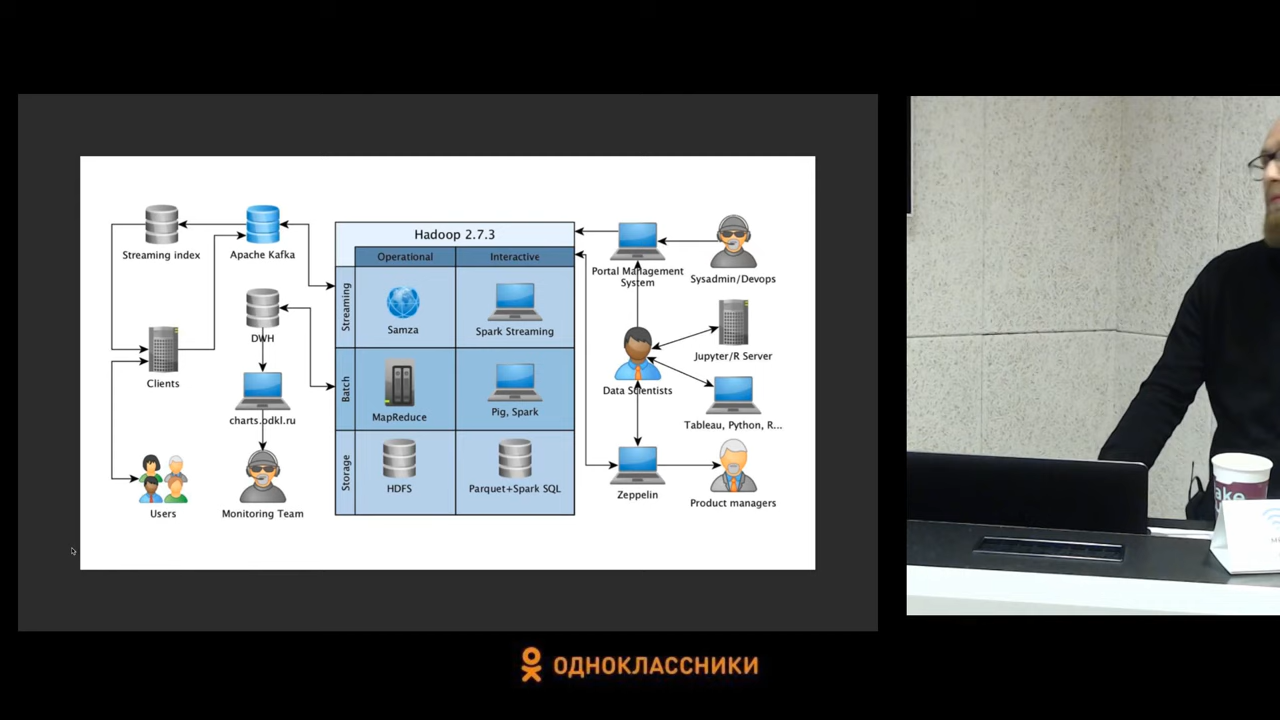 Hadoop 2.7.3
Operational
Interactive
Streaming
Samza
Spark Streaming
Batch
MapReduce
Pig, Spark
Storage
HDFS
Parquet+Spark SQL
Streaming index
Apache Kafka
DWH
Clients
charts.odkl.ru
Users
Monitoring Team
Portal Management
System
Sysadmin/Devops
Jupyter/R Server
Data Scientists
Tableau, Python, R...
Zeppelin
Product managers
ОДНОКЛАССНИКИ